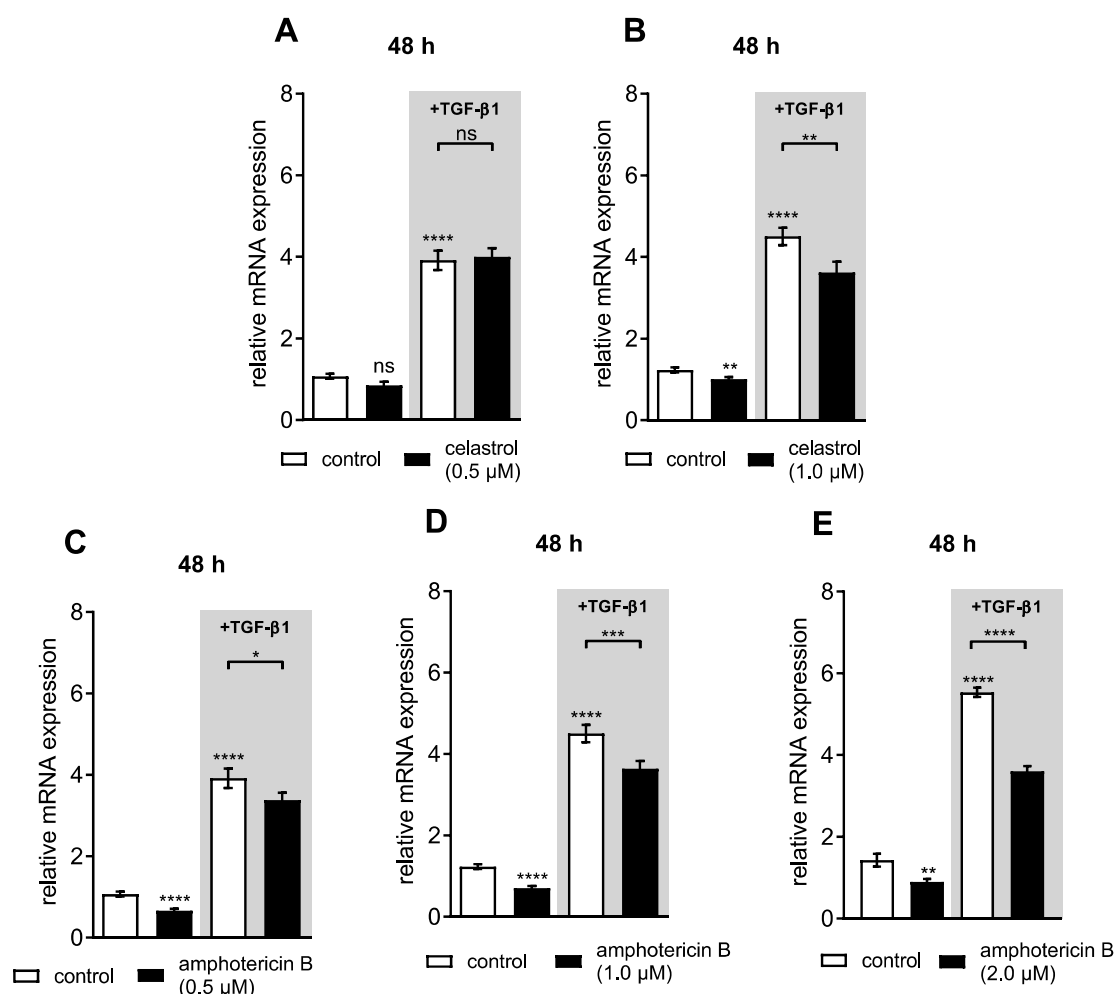 A
48 h
relative mRNA expression
8
6
4
2
0
+TGF-β1
ns
****
ns
control
celastrol
(0.5 µM)
B
48 h
relative mRNA expression
8
6
4
2
0
+TGF-β1
**
****
**
control
celastrol
(1.0 µM)
C
48 h
relative mRNA expression
8
6
4
2
0
+TGF-β1
*
****
****
control
amphotericin B
(0.5 µM)
D
48 h
relative mRNA expression
8
6
4
2
0
+TGF-β1
***
****
****
control
amphotericin B
(1.0 µM)
E
48 h
relative mRNA expression
8
6
4
2
0
+TGF-β1
****
****
**
control
amphotericin B
(2.0 µM)